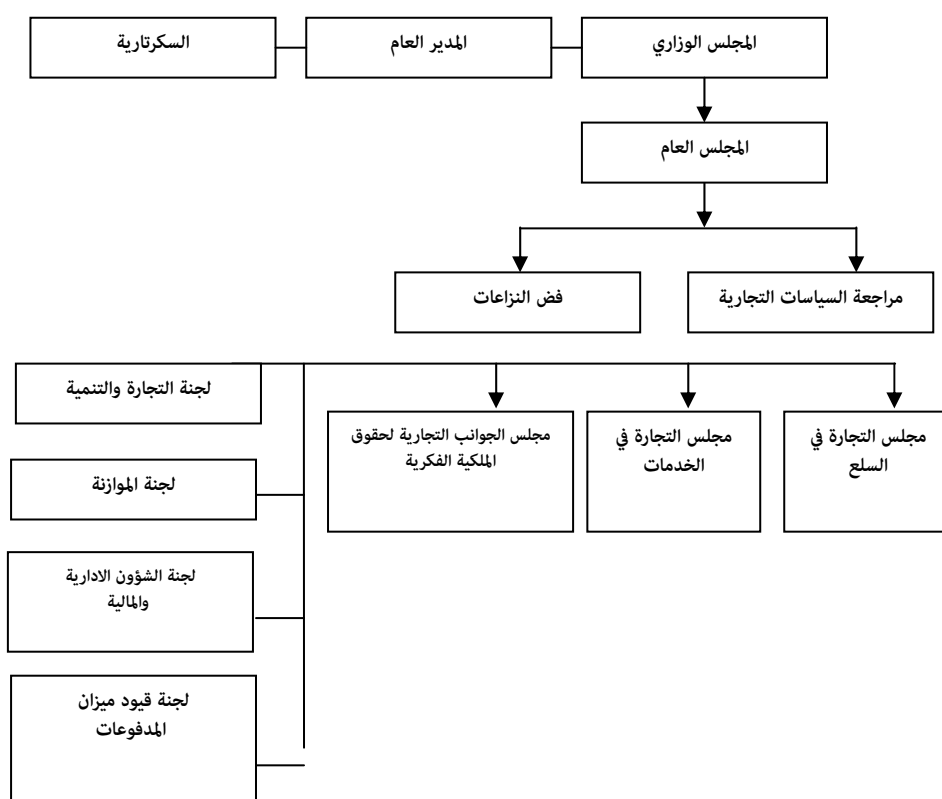 المجلس الوزاري
المدير العام
السكرتارية
المجلس العام
مراجعة السياسات التجارية
فض النزاعات
مجلس التجارة في
السلع
مجلس التجارة في
الخدمات
مجلس الجوانب التجارية لحقوق
الملكية الفكرية
لجنة التجارة والتنمية
لجنة الموازنة
لجنة الشؤون الادارية
والمالية
لجنة قيود ميزان
المدفوعات